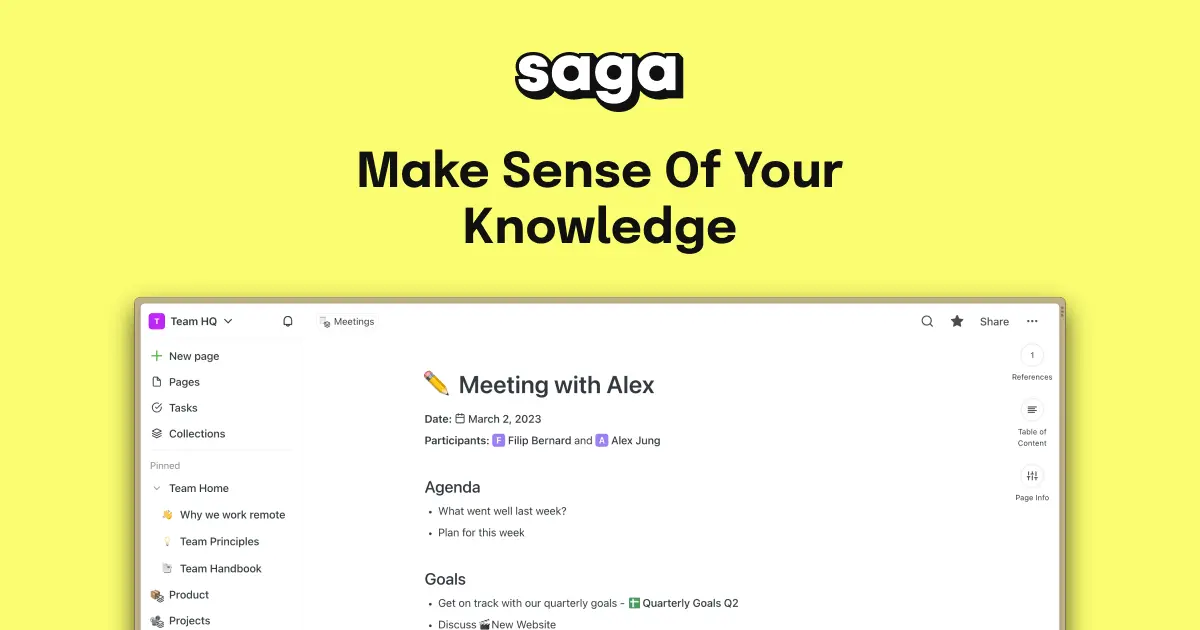 saga
Make Sense Of Your
Knowledge
T Team HQ
Meetings
Share
New page
Pages
Tasks
Collections
Pinned
Team Home
Why we work remote
Team Principles
Team Handbook
Product
Projects
Meeting with Alex
Date: March 2, 2023
Participants: F Filip Bernard and A Alex Jung
Agenda
• What went well last week?
• Plan for this week
Goals
• Get on track with our quarterly goals - Quarterly Goals Q2
• Discuss New Website
1
References
Table of
Content
Page Info